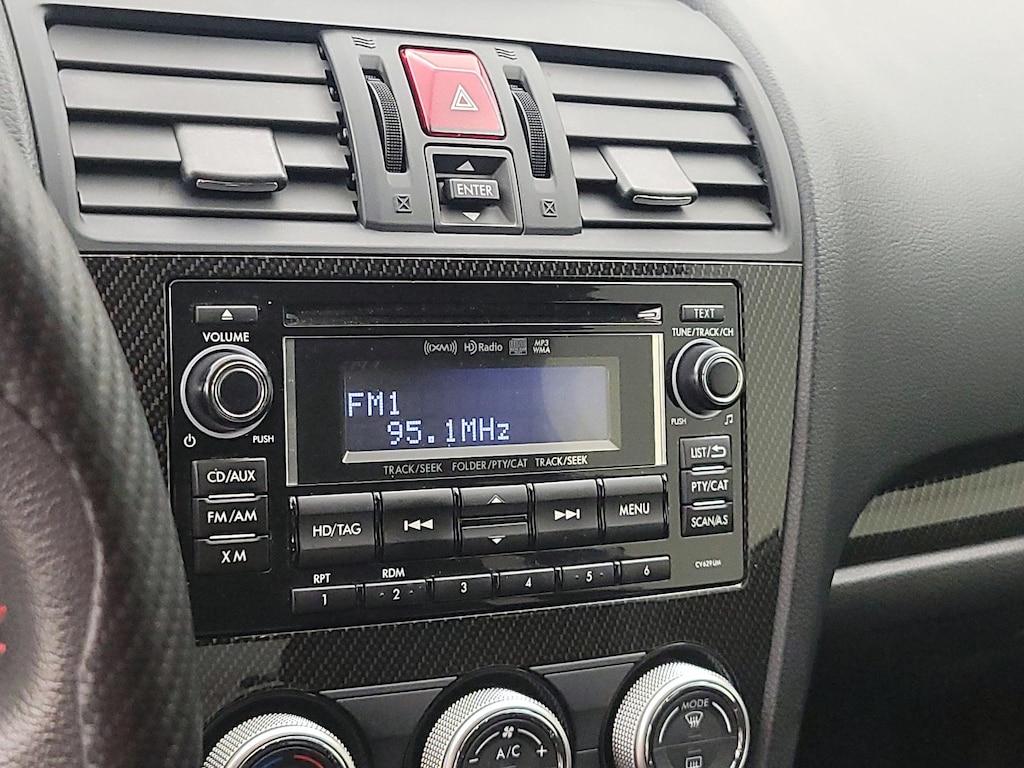 ENTER
TEXT
VOLUME
TUNE/TRACK/CH
((XM)) HD Radio MP3
WMA
FM1
95.1MHz
PUSH
PUSH
TRACK/SEEK FOLDER/PTY/CAT TRACK/SEEK
LIST/
CD/AUX
PTY/CAT
FM/AM
HD/TAG
MENU
SCAN/AS
XM
CV629UM
RPT RDM
1 2 3 4 5 6
MODE
- A/C +